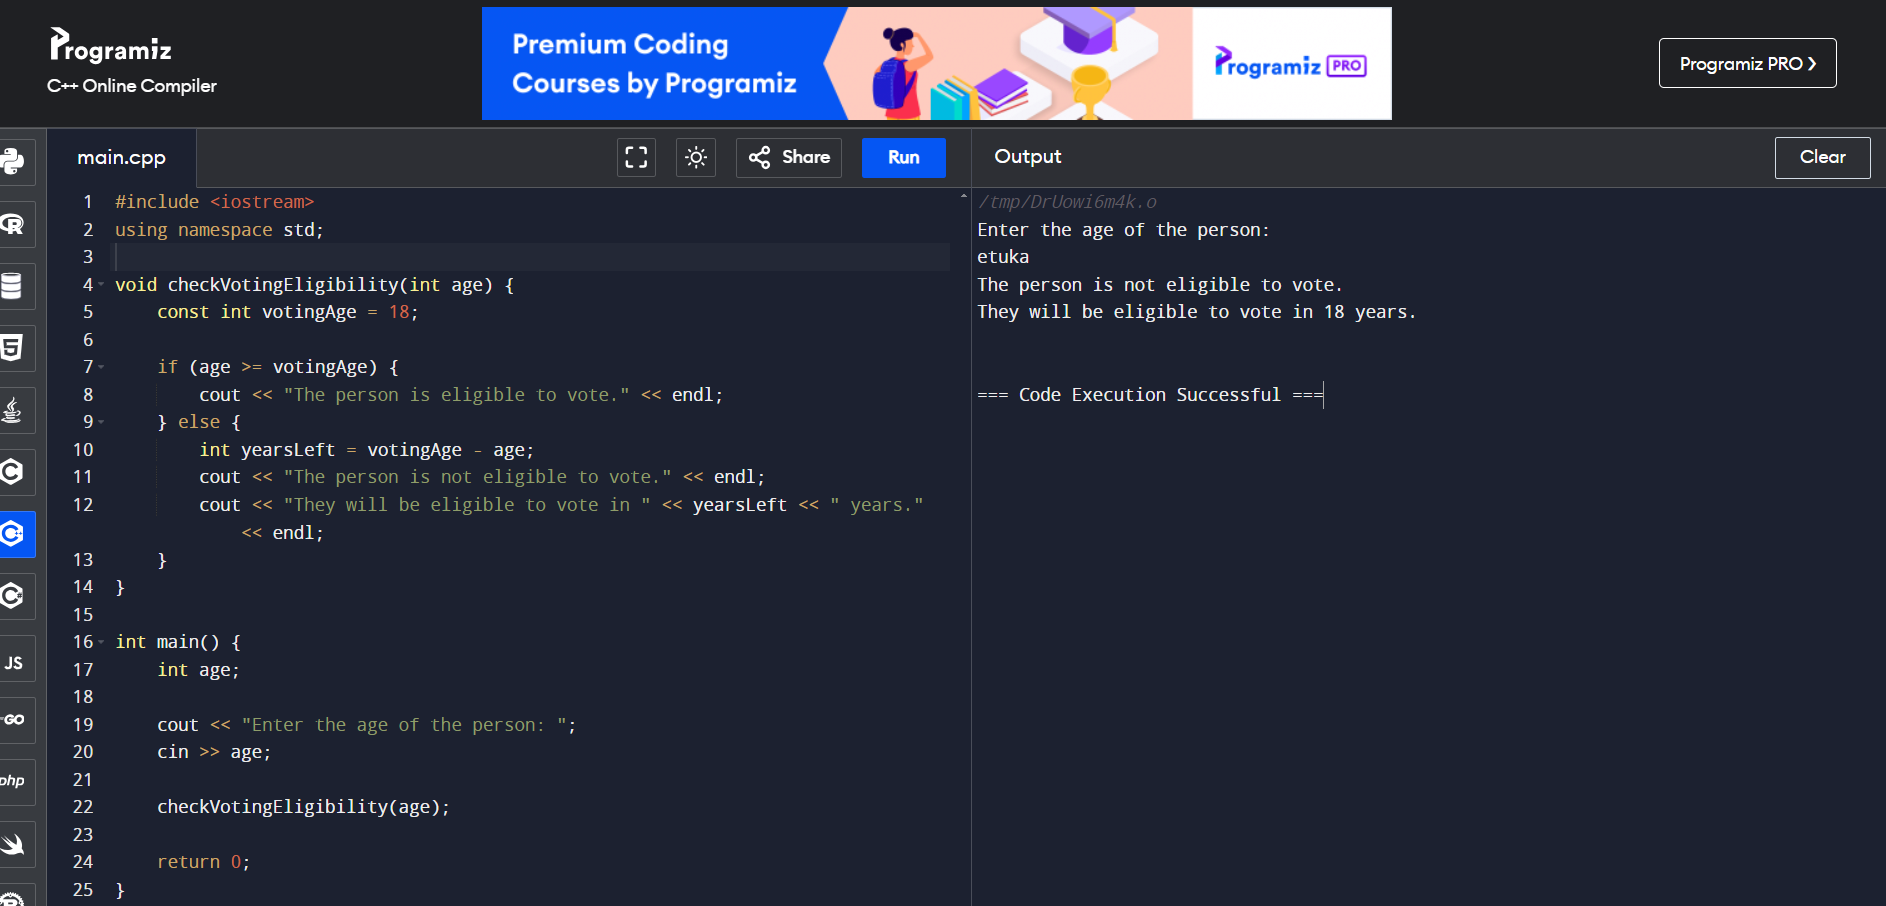 Programiz
C++ Online Compiler
Premium Coding
Courses by Programiz
Programiz PRO
Programiz PRO
main.cpp
Share
Run
Output
Clear
1 #include <iostream>
2 using namespace std;
3
4 void checkVotingEligibility(int age) {
5     const int votingAge = 18;
6
7     if (age >= votingAge) {
8         cout << "The person is eligible to vote." << endl;
9     } else {
10         int yearsLeft = votingAge - age;
11         cout << "The person is not eligible to vote." << endl;
12         cout << "They will be eligible to vote in " << yearsLeft << " years."
            << endl;
13     }
14 }
15
16 int main() {
17     int age;
18
19     cout << "Enter the age of the person: ";
20     cin >> age;
21
22     checkVotingEligibility(age);
23
24     return 0;
25 }
/tmp/DrUowi6m4k.o
Enter the age of the person:
etuka
The person is not eligible to vote.
They will be eligible to vote in 18 years.
=== Code Execution Successful ===
R
5
C
C++
C#
JS
GO
php